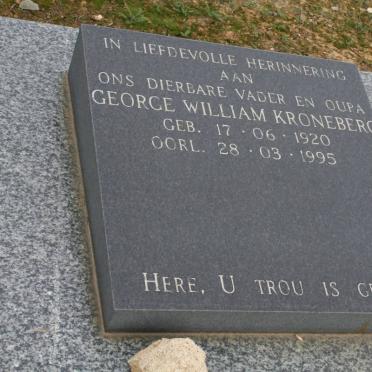 IN LIEFDEVOLLE HERINNERING
AAN
ONS DIERBARE VADER EN OUPA
GEORGE WILLIAM KRONEBERG
GEB. 17 · 06 · 1920
OORL. 28 · 03 · 1995
HERE, U TROU IS